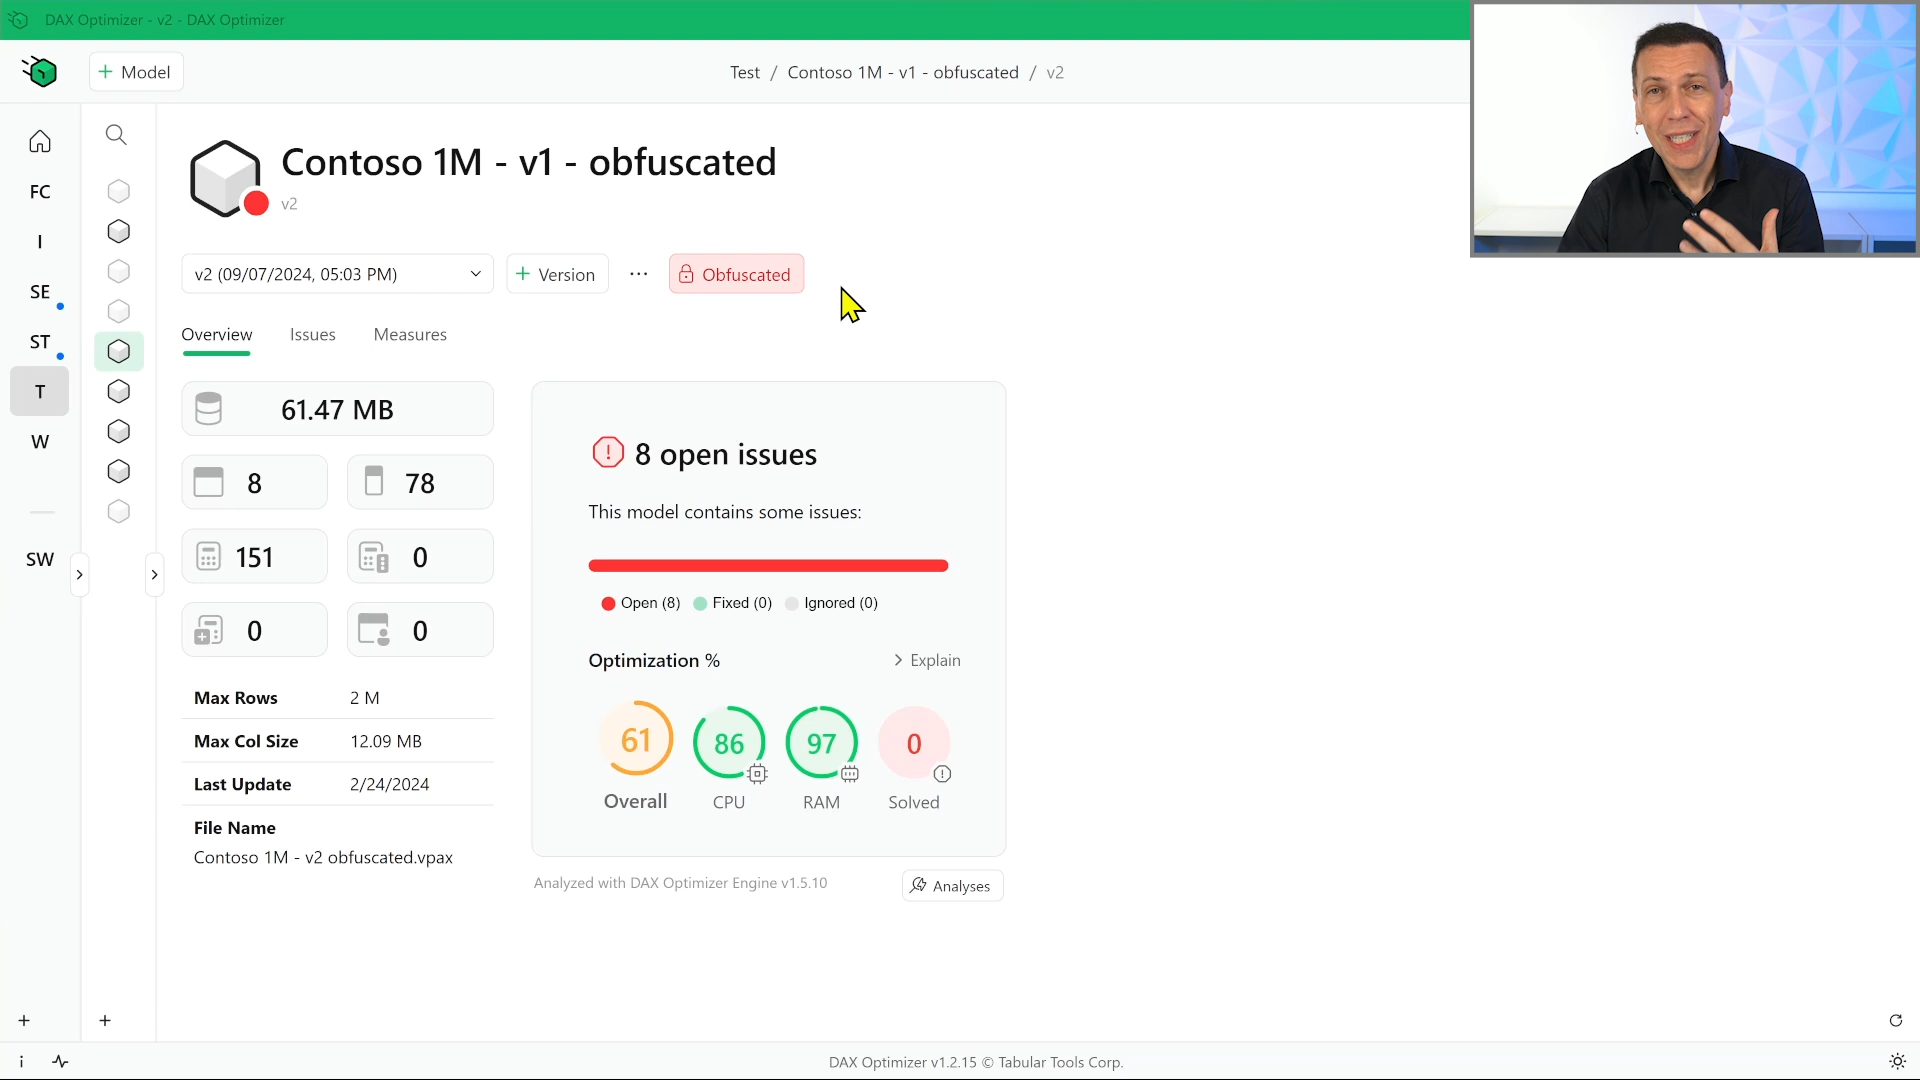 DAX Optimizer - v2 - DAX Optimizer
+ Model
Test / Contoso 1M - v1 - obfuscated / v2
Contoso 1M - v1 - obfuscated
v2
v2 (09/07/2024, 05:03 PM)
+ Version
...
Obfuscated
Overview
Issues
Measures
FC
I
SE
ST
T
W
SW
61.47 MB
8
78
151
0
0
0
Max Rows 2 M
Max Col Size 12.09 MB
Last Update 2/24/2024
File Name
Contoso 1M - v2 obfuscated.vpax
8 open issues
This model contains some issues:
Open (8) Fixed (0) Ignored (0)
Optimization %
> Explain
61 86 97 0
Overall CPU RAM Solved
Analyzed with DAX Optimizer Engine v1.5.10
Analyses
DAX Optimizer v1.2.15 © Tabular Tools Corp.